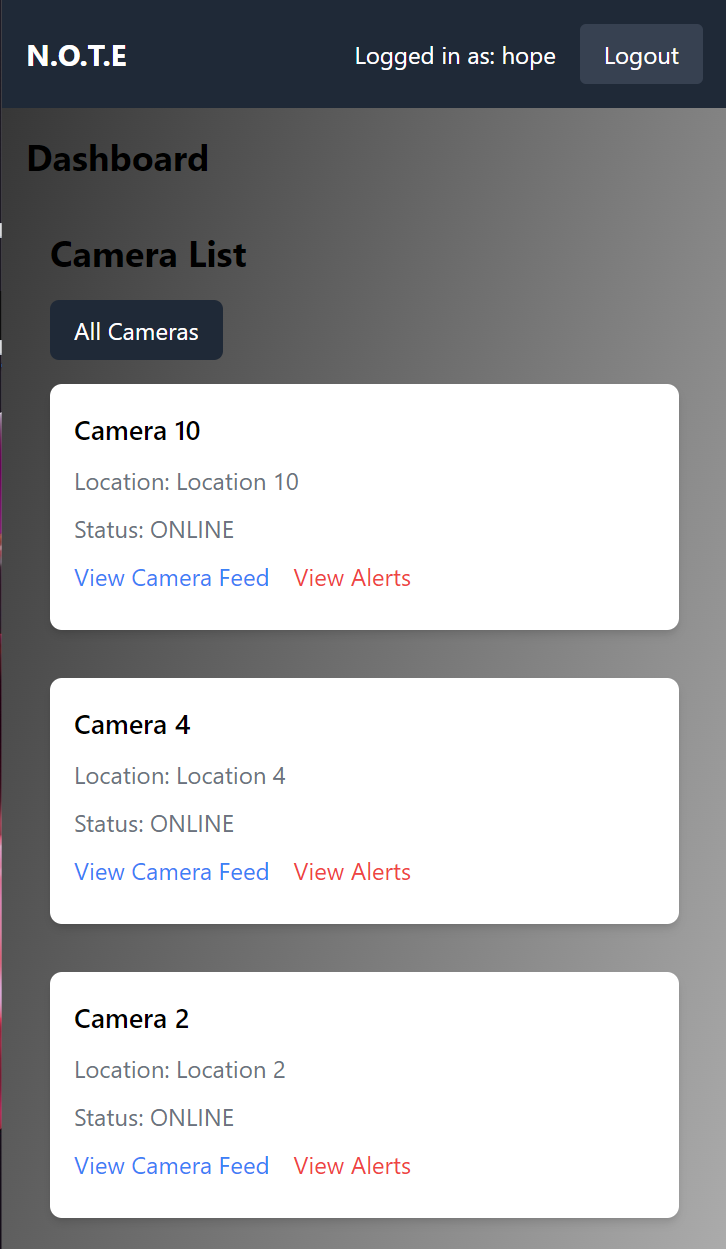 N.O.T.E
Logged in as: hope
Logout
Dashboard
Camera List
All Cameras
Camera 10
Location: Location 10
Status: ONLINE
View Camera Feed View Alerts
Camera 4
Location: Location 4
Status: ONLINE
View Camera Feed View Alerts
Camera 2
Location: Location 2
Status: ONLINE
View Camera Feed View Alerts